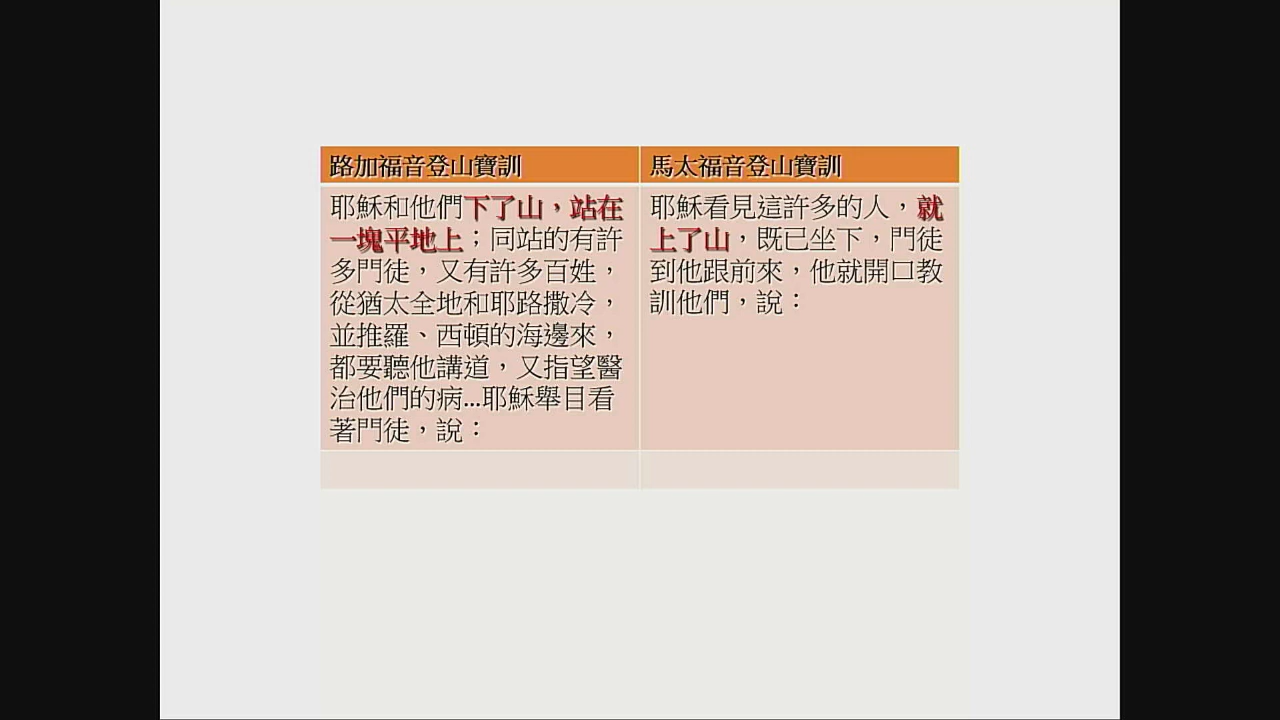 路加福音登山寶訓
耶穌和他們下了山，站在
一塊平地上；同站的有許
多門徒，又有許多百姓，
從猶太全地和耶路撒冷，
並推羅、西頓的海邊來，
都要聽他講道，又指望醫
治他們的病...耶穌舉目看
著門徒，說：
馬太福音登山寶訓
耶穌看見這許多的人，就
上了山，既已坐下，門徒
到他跟前來，他就開口教
訓他們，說：